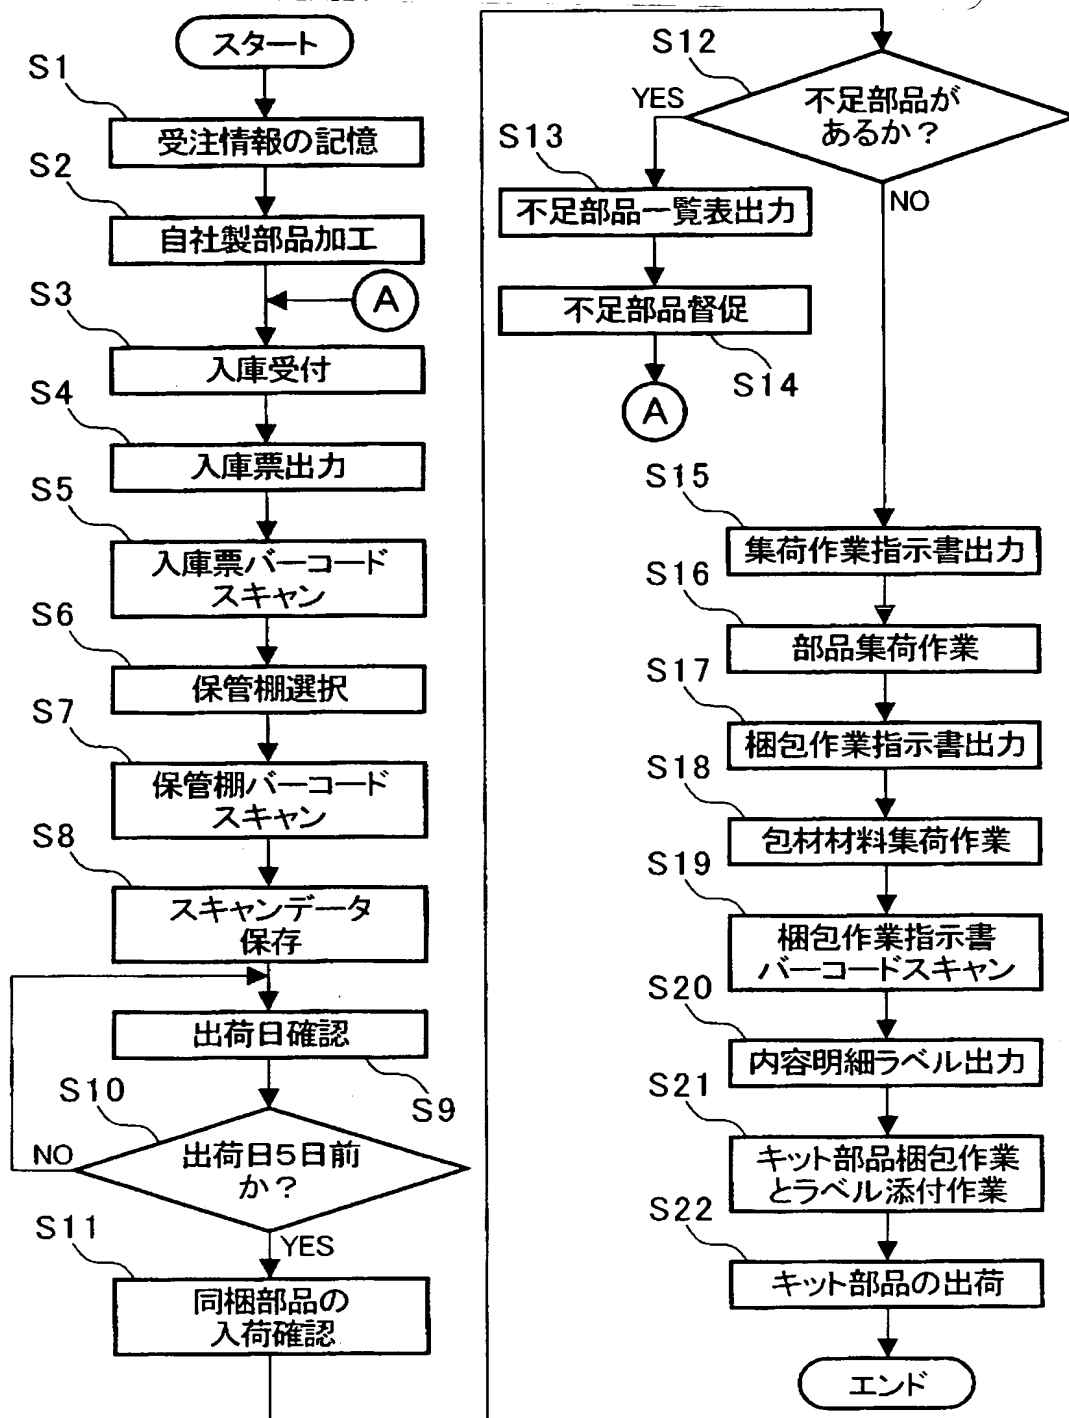 スタート
S1
受注情報の記憶
S2
自社製部品加工
A
S3
入庫受付
S4
入庫票出力
S5
入庫票バーコード
スキャン
S6
保管棚選択
S7
保管棚バーコード
スキャン
S8
スキャンデータ
保存
出荷日確認
S9
S10
出荷日5日前
か？
NO
YES
S11
同梱部品の
入荷確認
S12
不足部品が
あるか？
YES
NO
S13
不足部品一覧表出力
不足部品督促
S14
A
S15
集荷作業指示書出力
S16
部品集荷作業
S17
梱包作業指示書出力
S18
包材材料集荷作業
S19
梱包作業指示書
バーコードスキャン
S20
内容明細ラベル出力
S21
キット部品梱包作業
とラベル添付作業
S22
キット部品の出荷
エンド